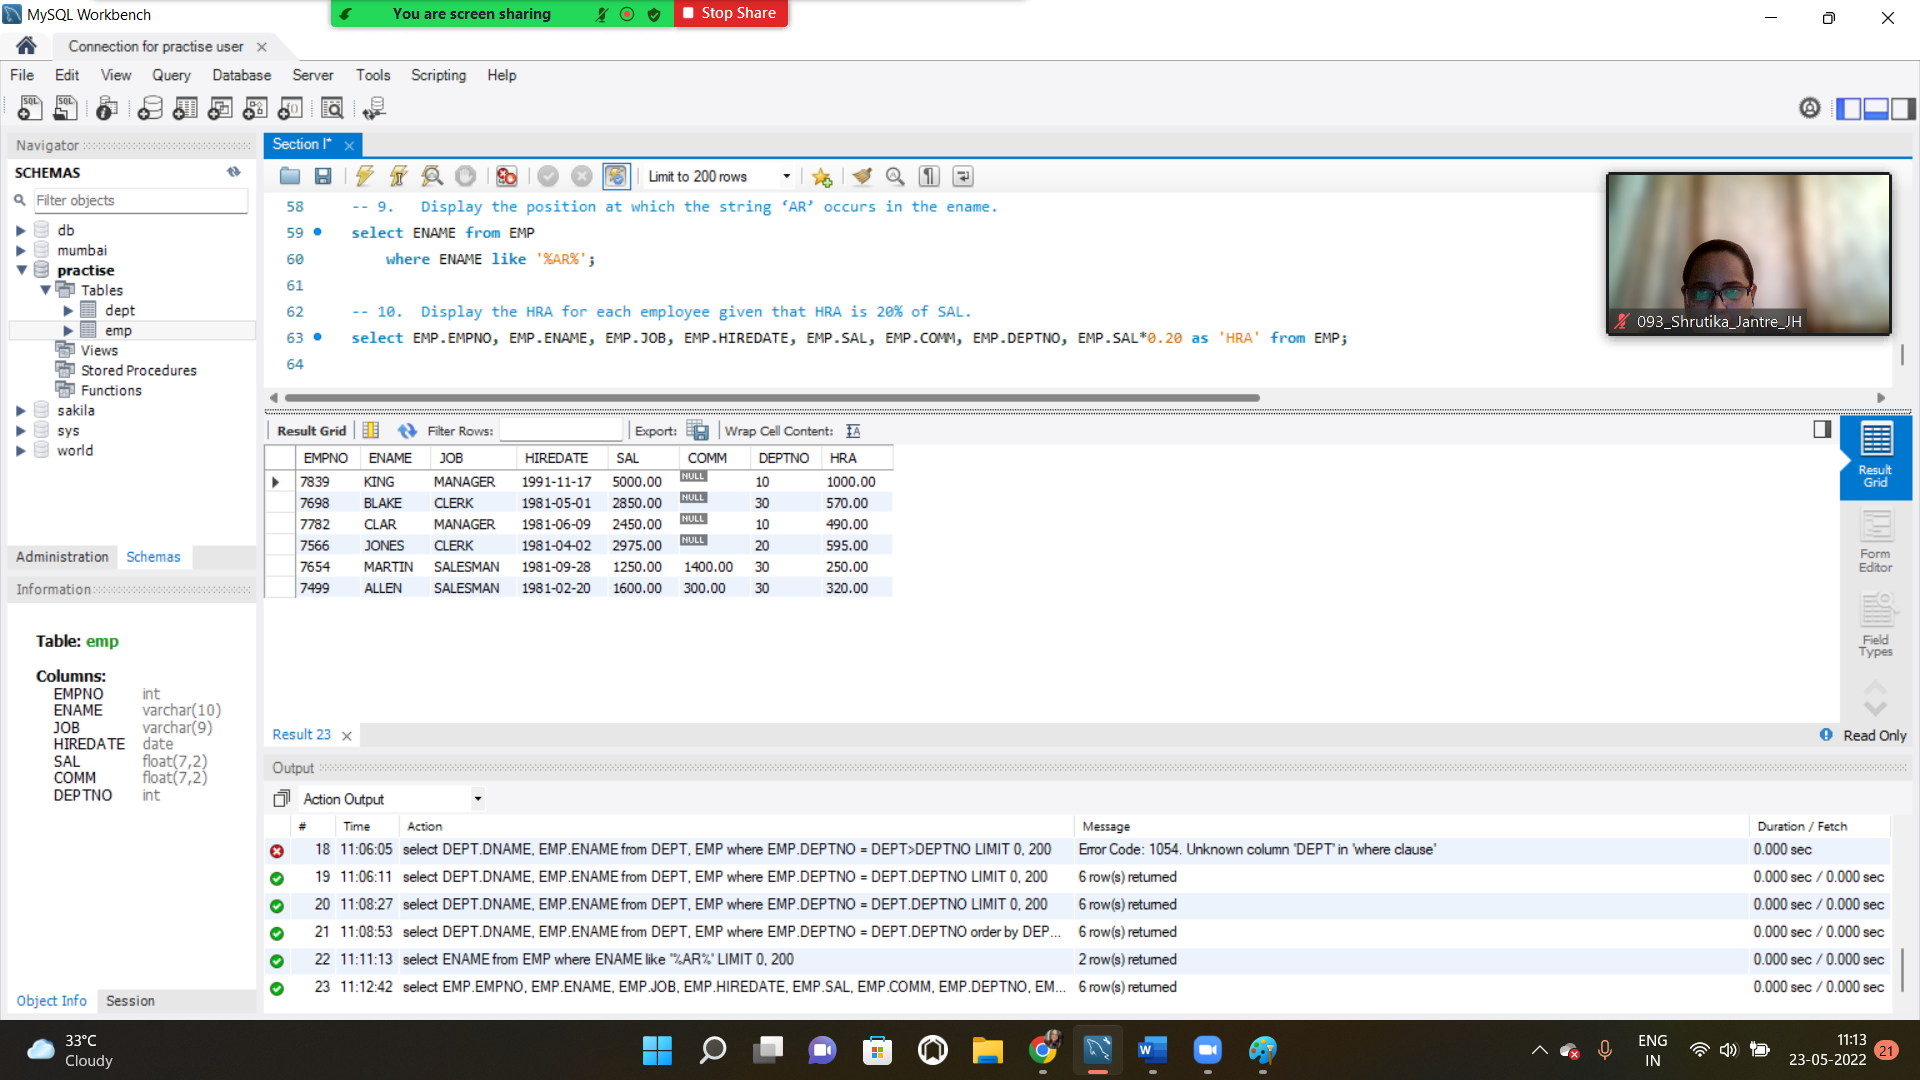 MySQL Workbench
You are screen sharing
Stop Share
Connection for practise user
File Edit View Query Database Server Tools Scripting Help
Navigator
SCHEMAS
Filter objects
db
mumbai
practise
Tables
dept
emp
Views
Stored Procedures
Functions
sakila
sys
world
Administration Schemas
Information
Table: emp
Columns:
EMPNO int
ENAME varchar(10)
JOB varchar(9)
HIREDATE date
SAL float(7,2)
COMM float(7,2)
DEPTNO int
Object Info Session
Section I*
Limit to 200 rows
58 -- 9. Display the position at which the string ‘AR’ occurs in the ename.
59 select ENAME from EMP
60 where ENAME like '%AR%';
61
62 -- 10. Display the HRA for each employee given that HRA is 20% of SAL.
63 select EMP.EMPNO, EMP.ENAME, EMP.JOB, EMP.HIREDATE, EMP.SAL, EMP.COMM, EMP.DEPTNO, EMP.SAL*0.20 as 'HRA' from EMP;
64
093_Shrutika_Jantre_JH
Result Grid Filter Rows: Export: Wrap Cell Content:
EMPNO ENAME JOB HIREDATE SAL COMM DEPTNO HRA
7839 KING MANAGER 1991-11-17 5000.00 NULL 10 1000.00
7698 BLAKE CLERK 1981-05-01 2850.00 NULL 30 570.00
7782 CLAR MANAGER 1981-06-09 2450.00 NULL 10 490.00
7566 JONES CLERK 1981-04-02 2975.00 NULL 20 595.00
7654 MARTIN SALESMAN 1981-09-28 1250.00 1400.00 30 250.00
7499 ALLEN SALESMAN 1981-02-20 1600.00 300.00 30 320.00
Result
Grid
Form
Editor
Field
Types
Result 23
Read Only
Output
Action Output
# Time Action Message Duration / Fetch
18 11:06:05 select DEPT.DNAME, EMP.ENAME from DEPT, EMP where EMP.DEPTNO = DEPT>DEPTNO LIMIT 0, 200 Error Code: 1054. Unknown column 'DEPT' in 'where clause' 0.000 sec
19 11:06:11 select DEPT.DNAME, EMP.ENAME from DEPT, EMP where EMP.DEPTNO = DEPT.DEPTNO LIMIT 0, 200 6 row(s) returned 0.000 sec / 0.000 sec
20 11:08:27 select DEPT.DNAME, EMP.ENAME from DEPT, EMP where EMP.DEPTNO = DEPT.DEPTNO LIMIT 0, 200 6 row(s) returned 0.000 sec / 0.000 sec
21 11:08:53 select DEPT.DNAME, EMP.ENAME from DEPT, EMP where EMP.DEPTNO = DEPT.DEPTNO order by DEP... 6 row(s) returned 0.000 sec / 0.000 sec
22 11:11:13 select ENAME from EMP where ENAME like '%AR%' LIMIT 0, 200 2 row(s) returned 0.000 sec / 0.000 sec
23 11:12:42 select EMP.EMPNO, EMP.ENAME, EMP.JOB, EMP.HIREDATE, EMP.SAL, EMP.COMM, EMP.DEPTNO, EM... 6 row(s) returned 0.000 sec / 0.000 sec
33°C
Cloudy
ENG
IN
11:13
23-05-2022
21